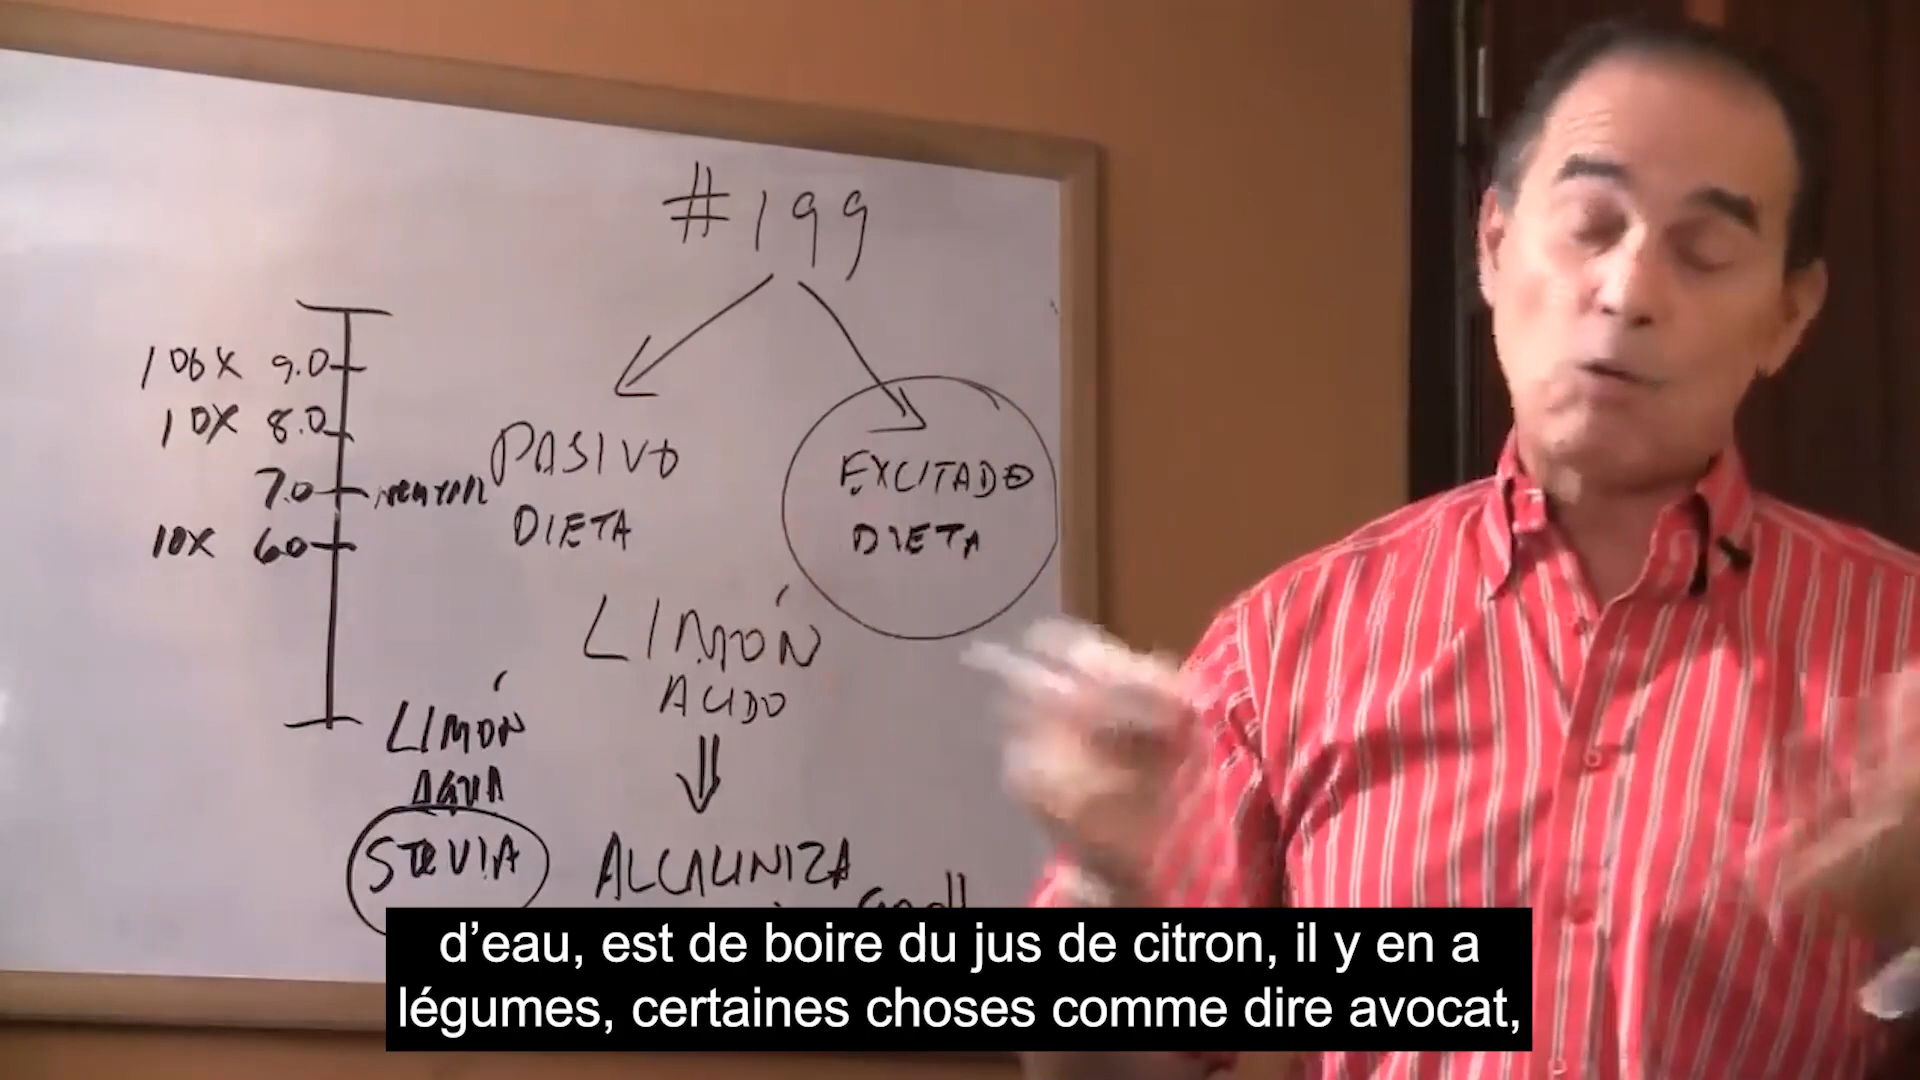 #199
106X 9.0
10X 8.0
7.0
10X 6.0
PASIVO
DIETA
EXCITADO
DIETA
LIMÓN
ACIDO
ALCALINIZA
LIMÓN
AGUA
STEVIA
d’eau, est de boire du jus de citron, il y en a
légumes, certaines choses comme dire avocat,